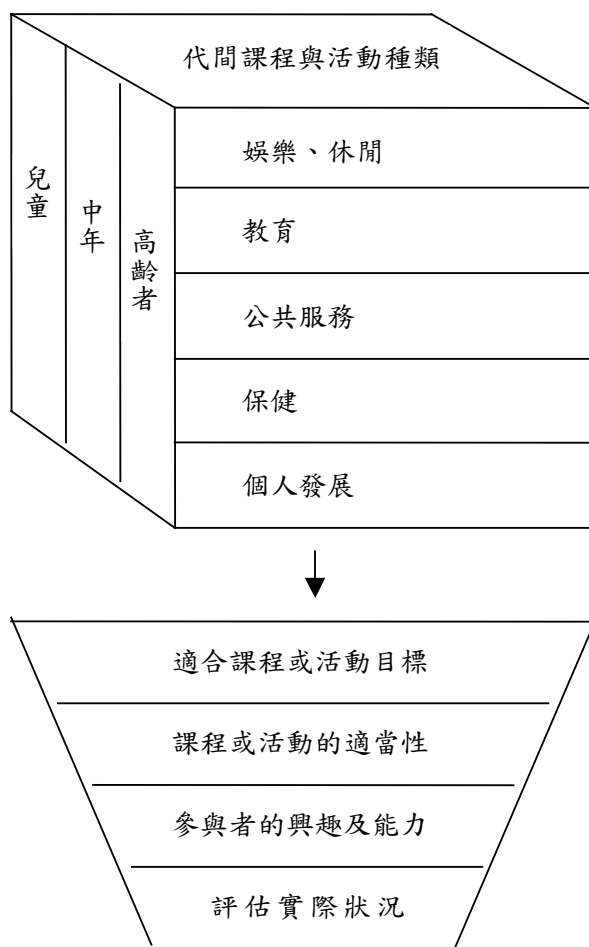 代間課程與活動種類
兒童
中年
高齡者
娛樂、休閒
教育
公共服務
保健
個人發展
適合課程或活動目標
課程或活動的適當性
參與者的興趣及能力
評估實際狀況